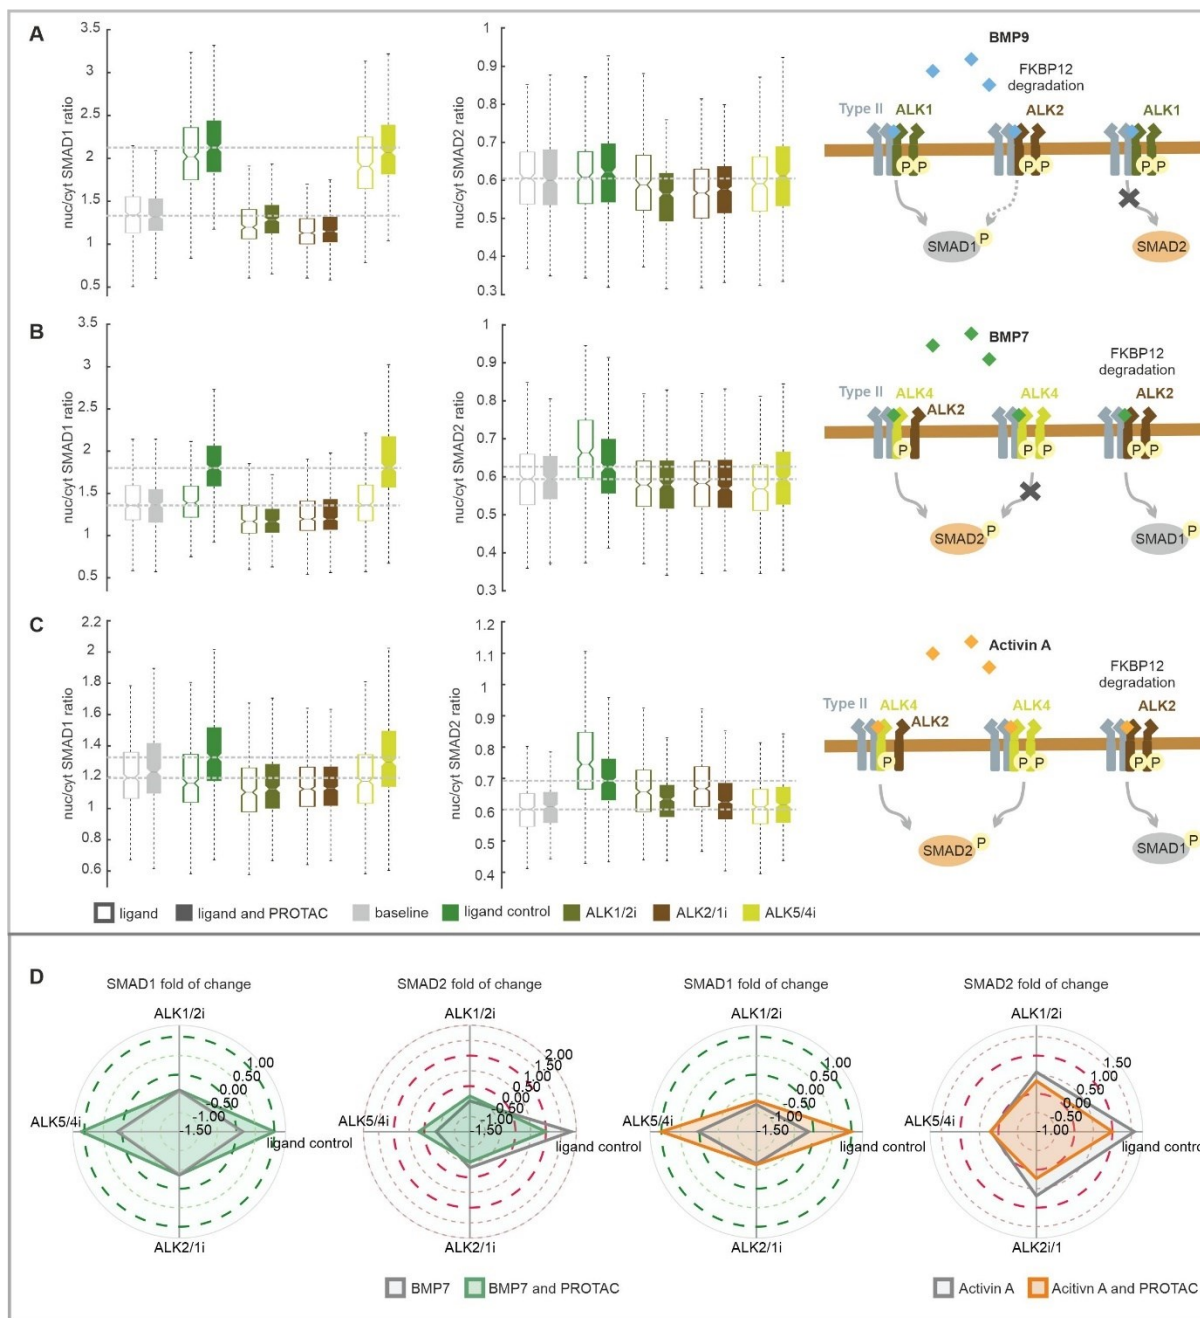 A
nuc/cyt SMAD1 ratio
3.5
3
2.5
2
1.5
1
0.5
nuc/cyt SMAD2 ratio
1
0.9
0.8
0.7
0.6
0.5
0.4
0.3
BMP9
FKBP12
degradation
Type II
ALK1
ALK2
ALK1
P P
P P
P P
SMAD1
P
SMAD2
B
nuc/cyt SMAD1 ratio
3.5
3
2.5
2
1.5
1
0.5
nuc/cyt SMAD2 ratio
1
0.9
0.8
0.7
0.6
0.5
0.4
0.3
BMP7
FKBP12
degradation
Type II
ALK4
ALK2
ALK4
ALK2
P
P P
P P
SMAD2
P
SMAD1
P
C
nuc/cyt SMAD1 ratio
2.2
2
1.8
1.6
1.4
1.2
1
0.8
0.6
nuc/cyt SMAD2 ratio
1.2
1.1
1
0.9
0.8
0.7
0.6
0.5
0.4
Activin A
FKBP12
degradation
Type II
ALK4
ALK2
ALK4
ALK2
P
P P
P P
SMAD2
P
SMAD1
P
ligand
ligand and PROTAC
baseline
ligand control
ALK1/2i
ALK2/1i
ALK5/4i
D
SMAD1 fold of change
ALK1/2i
1.00
0.50
0.00
-0.50
-1.00
-1.50
ALK5/4i
ligand control
ALK2/1i
SMAD2 fold of change
ALK1/2i
2.00
1.50
1.00
0.50
0.00
-0.50
-1.00
-1.50
ALK5/4i
ligand control
ALK2/1i
BMP7
BMP7 and PROTAC
SMAD1 fold of change
ALK1/2i
1.00
0.50
0.00
-0.50
-1.00
-1.50
ALK5/4i
ligand control
ALK2/1i
SMAD2 fold of change
ALK1/2i
1.50
1.00
0.50
0.00
-0.50
-1.00
ALK5/4i
ligand control
ALK2i/1
Activin A
Acitivn A and PROTAC